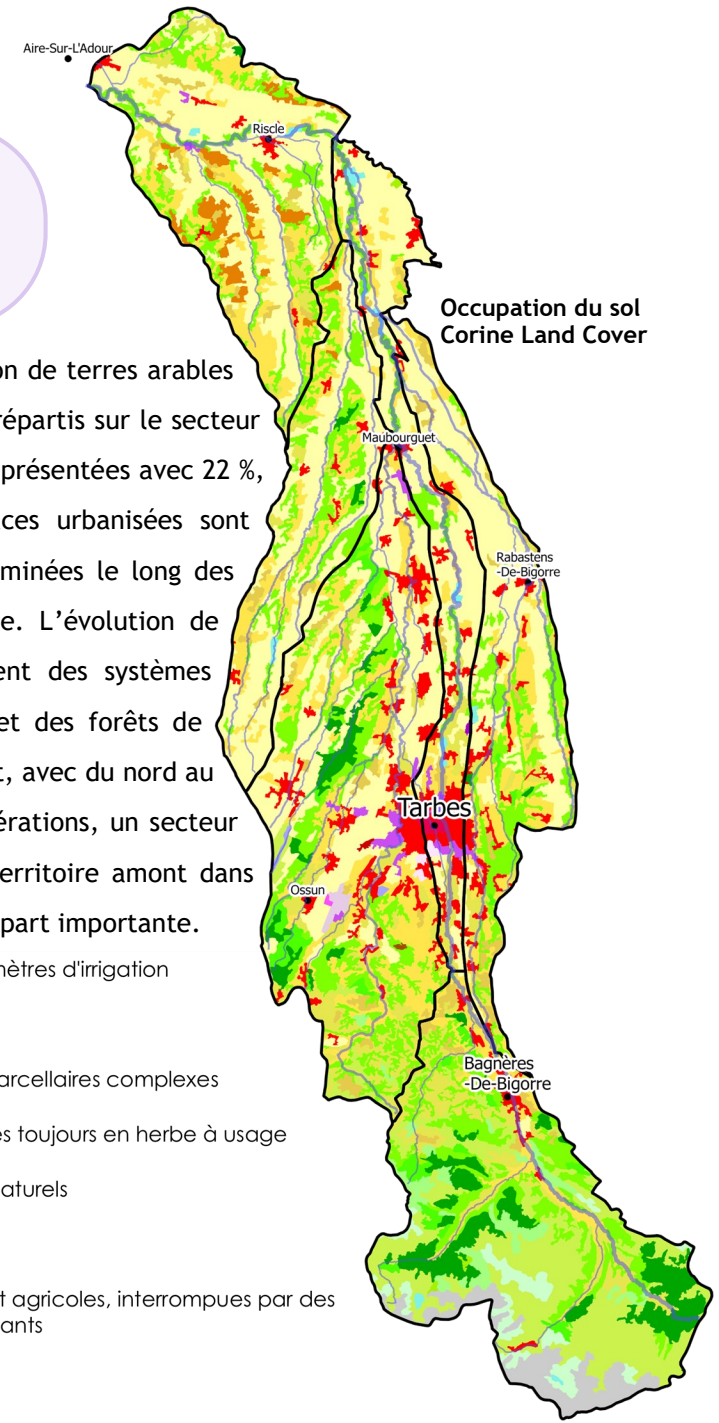 Aire-Sur-L'Adour
Riscle
Occupation du sol
Corine Land Cover
on de terres arables
répartis sur le secteur
présentées avec 22 %,
ces urbanisées sont
minées le long des
e. L’évolution de
ent des systèmes
et des forêts de
t, avec du nord au
érations, un secteur
erritoire amont dans
part importante.
Maubourguet
Rabastens
-De-Bigorre
Tarbes
Ossun
Bagnères
-De-Bigorre
mètres d'irrigation
arcellaires complexes
es toujours en herbe à usage
aturels
t agricoles, interrompues par des
ants